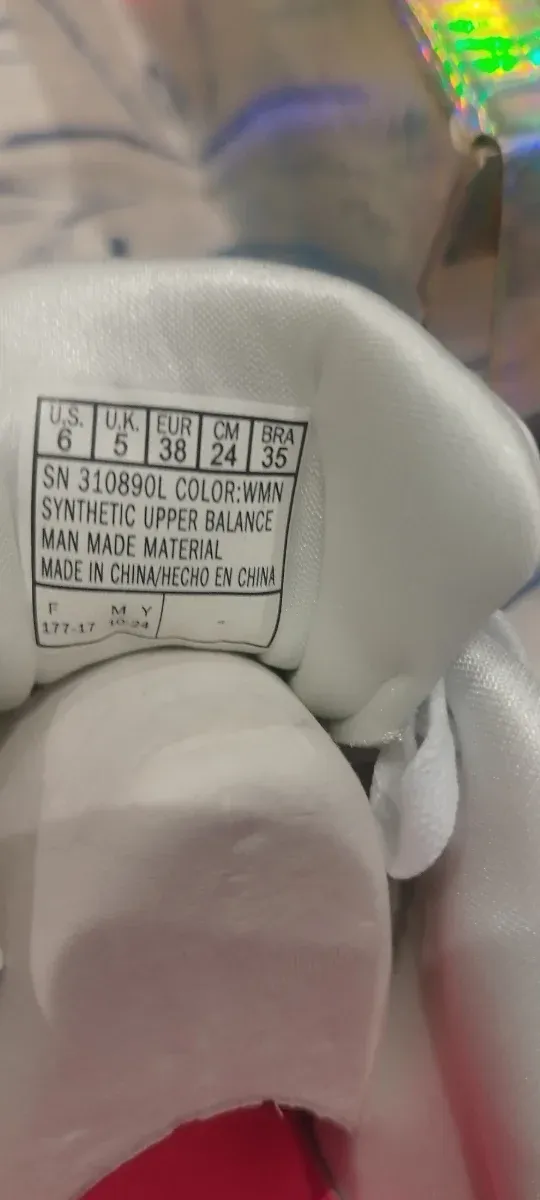 U.S. U.K. EUR CM BRA
6 5 38 24 35
SN 310890L COLOR:WMN
SYNTHETIC UPPER BALANCE
MAN MADE MATERIAL
MADE IN CHINA/HECHO EN CHINA
F M Y
177-17 10-24 -